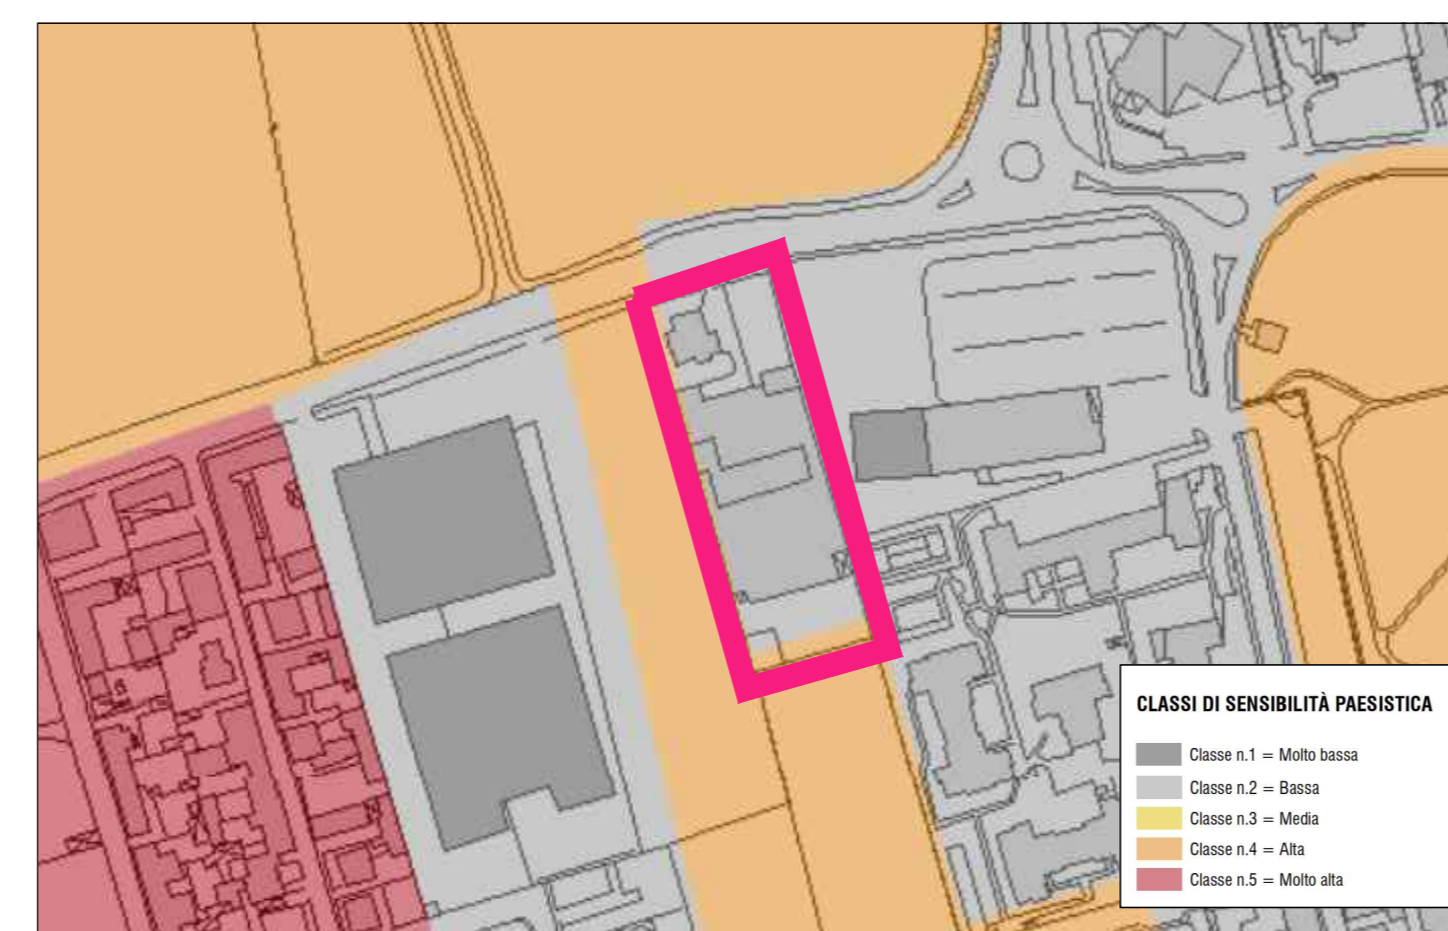 CLASSI DI SENSIBILITÀ PAESISTICA
Classe n.1 = Molto bassa
Classe n.2 = Bassa
Classe n.3 = Media
Classe n.4 = Alta
Classe n.5 = Molto alta